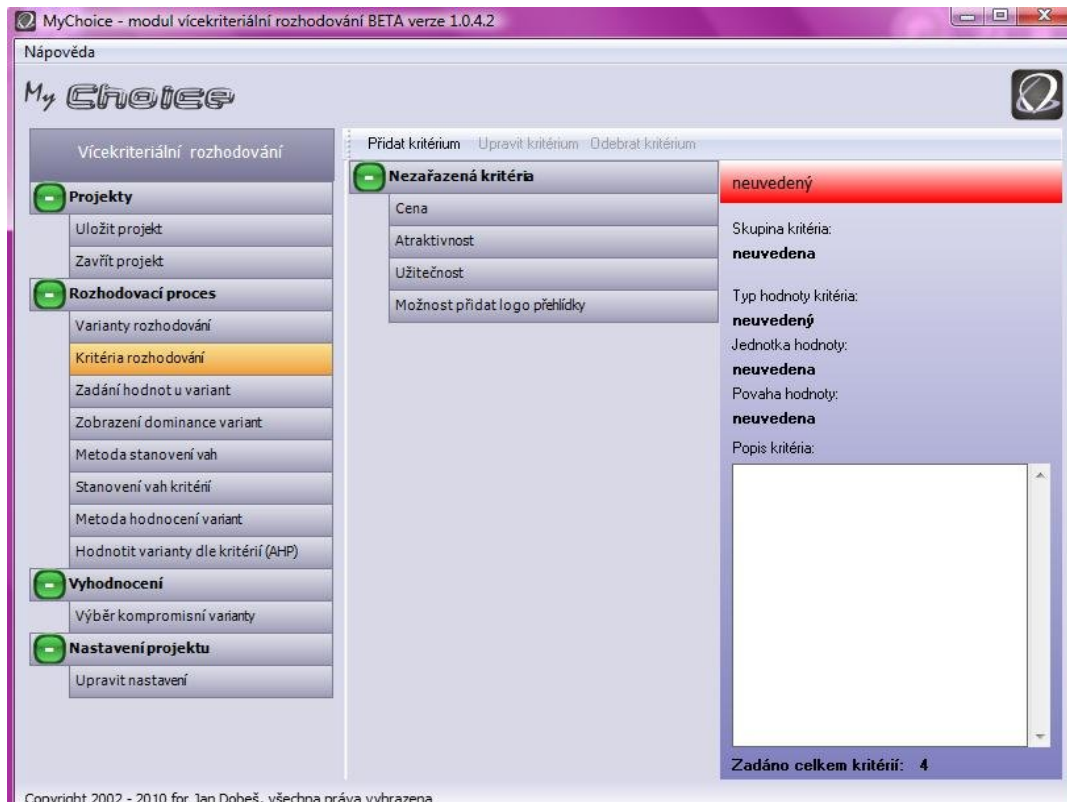 MyChoice - modul vícekriteriální rozhodování BETA verze 1.0.4.2
Nápověda
My Choice
Vícekriteriální rozhodování
Projekty
Uložit projekt
Zavřít projekt
Rozhodovací proces
Varianty rozhodování
Kritéria rozhodování
Zadání hodnot u variant
Zobrazení dominance variant
Metoda stanovení vah
Stanovení vah kritérií
Metoda hodnocení variant
Hodnotit varianty dle kritérií (AHP)
Vyhodnocení
Výběr kompromisní varianty
Nastavení projektu
Upravit nastavení
Přidat kritérium Upravit kritérium Odebrat kritérium
Nezařazená kritéria
Cena
Atraktivnost
Užitečnost
Možnost přidat logo přehlídky
neuvedený
Skupina kritéria:
neuvedena
Typ hodnoty kritéria:
neuvedený
Jednotka hodnoty:
neuvedena
Povaha hodnoty:
neuvedena
Popis kritéria:
Zadáno celkem kritérií: 4
Copyright 2002 - 2010 for Jan Dobeš, všechna práva vyhrazena